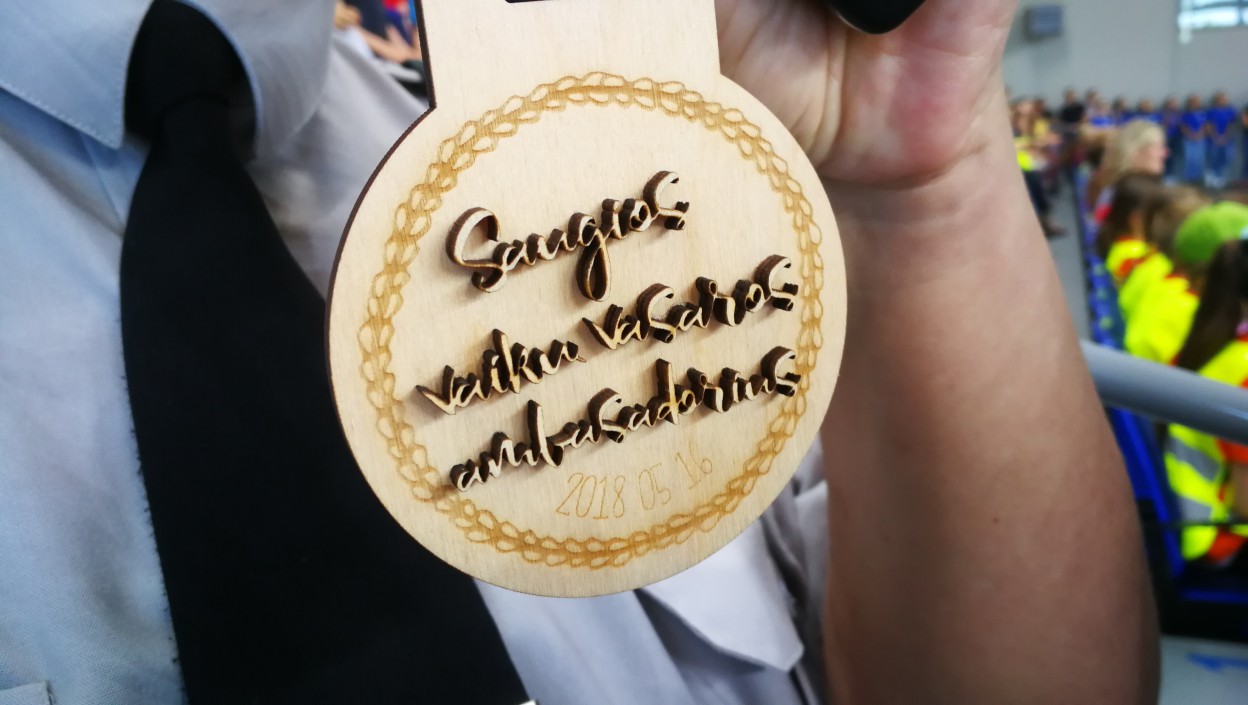 Saugios
vaikų vasaros
ambasadorius
2018 05 16